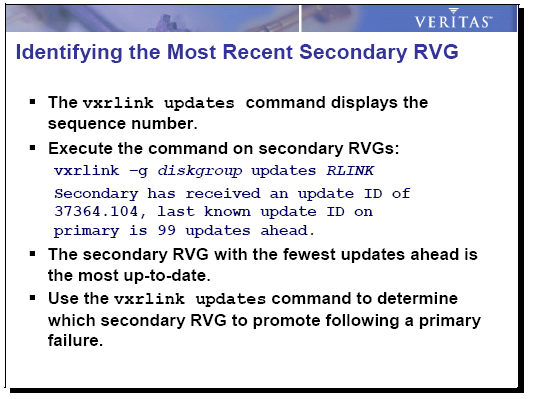 VERITAS™
Identifying the Most Recent Secondary RVG
▪ The vxrlink updates command displays the
sequence number.
▪ Execute the command on secondary RVGs:
vxrlink –g diskgroup updates RLINK
Secondary has received an update ID of
37364.104, last known update ID on
primary is 99 updates ahead.
▪ The secondary RVG with the fewest updates ahead is
the most up-to-date.
▪ Use the vxrlink updates command to determine
which secondary RVG to promote following a primary
failure.